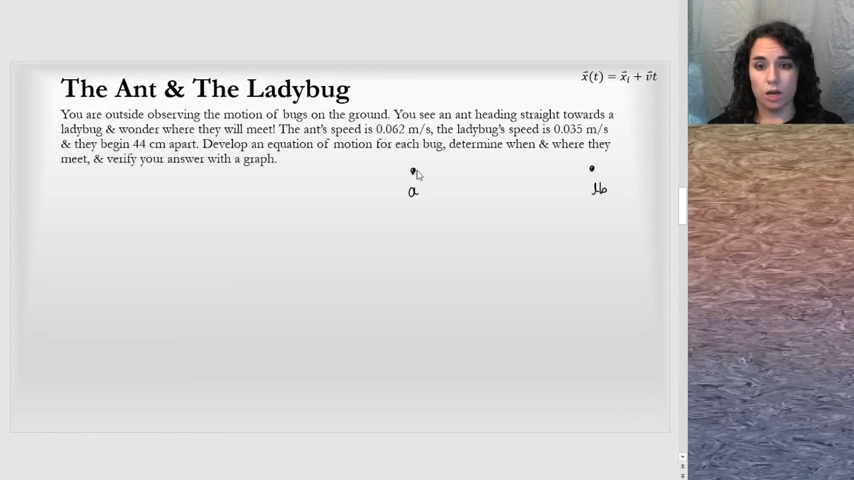 x⃗(t) = x⃗ᵢ + v⃗t
The Ant & The Ladybug
You are outside observing the motion of bugs on the ground. You see an ant heading straight towards a
ladybug & wonder where they will meet! The ant's speed is 0.062 m/s, the ladybug's speed is 0.035 m/s
& they begin 44 cm apart. Develop an equation of motion for each bug, determine when & where they
meet, & verify your answer with a graph.
a lb